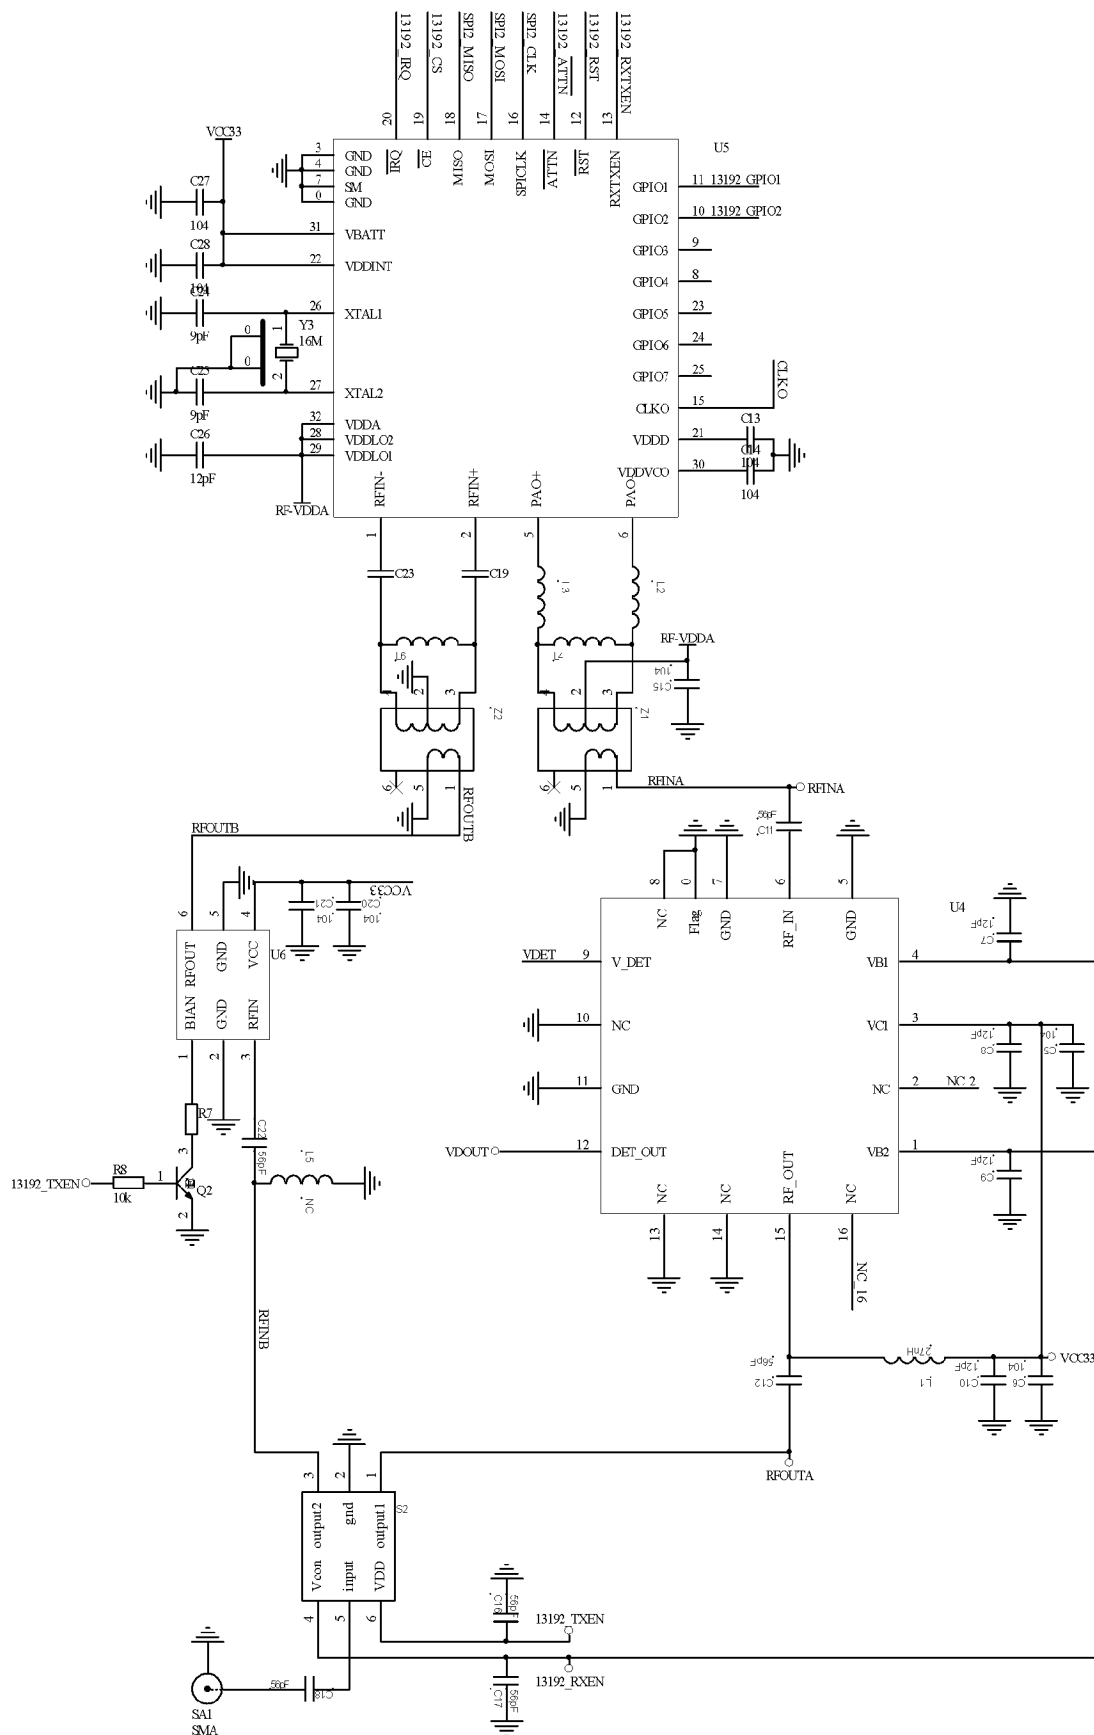 13192_IRQ
13192_CS
SPI2_MISO
SPI2_MOSI
SPI2_CLK
13192_ATTN
13192_RST
13192_RXTXEN
20
19
18
17
16
14
12
13
VCC33
U5
3 GND
4 GND
7 SM
0 GND
IRQ
CE
MISO
MOSI
SPICLK
ATTN
RST
RXTXEN
GPIO1 11 13192_GPIO1
GPIO2 10 13192_GPIO2
GPIO3 9
GPIO4 8
GPIO5 23
GPIO6 24
GPIO7 25
CLKO 15
CLKO
VDDD 21
VDDVCO 30
C13
C14
104
104
C27
104
31 VBATT
C28
104
22 VDDINT
C24
9pF
26 XTAL1
0
0
1
2
Y3
16M
C25
9pF
27 XTAL2
32 VDDA
28 VDDLO2
29 VDDLO1
C26
12pF
RF-VDDA
RFIN-
RFIN+
PAO+
PAO-
1
2
5
6
C23
C19
L3
L2
9T
7T
RF-VDDA
104
C15
4
2
3
Z2
4
2
3
Z1
6
5
1
6
5
1
RFOUTB
RFOUTB
RFINA
RFINA
56pF
C11
VCC33
C21
104
C20
104
6
5
4
RFOUT
GND
VCC
U6
BIAN
GND
RFIN
1
2
3
R7
C22
56pF
L5
NC
3
13192_TXEN
R8
10k
1
Q2
2
RFINB
8
0
7
6
5
NC
Flag
GND
RF_IN
GND
U4
VDET 9 V_DET
10 NC
11 GND
VDOUT 12 DET_OUT
VB1 4
VC1 3
NC 2 NC_2
VB2 1
12pF
C7
12pF
C8
104
C5
12pF
C9
NC
NC
RF_OUT
NC
13
14
15
16
NC_16
56pF
C12
27nH
L1
12pF
C10
104
C6
VCC33
RFOUTA
3
2
1
output2
gnd
output1
S2
Vcon
input
VDD
4
5
6
56pF
C16
13192_TXEN
13192_RXEN
56pF
C17
56pF
C18
SA1
SMA